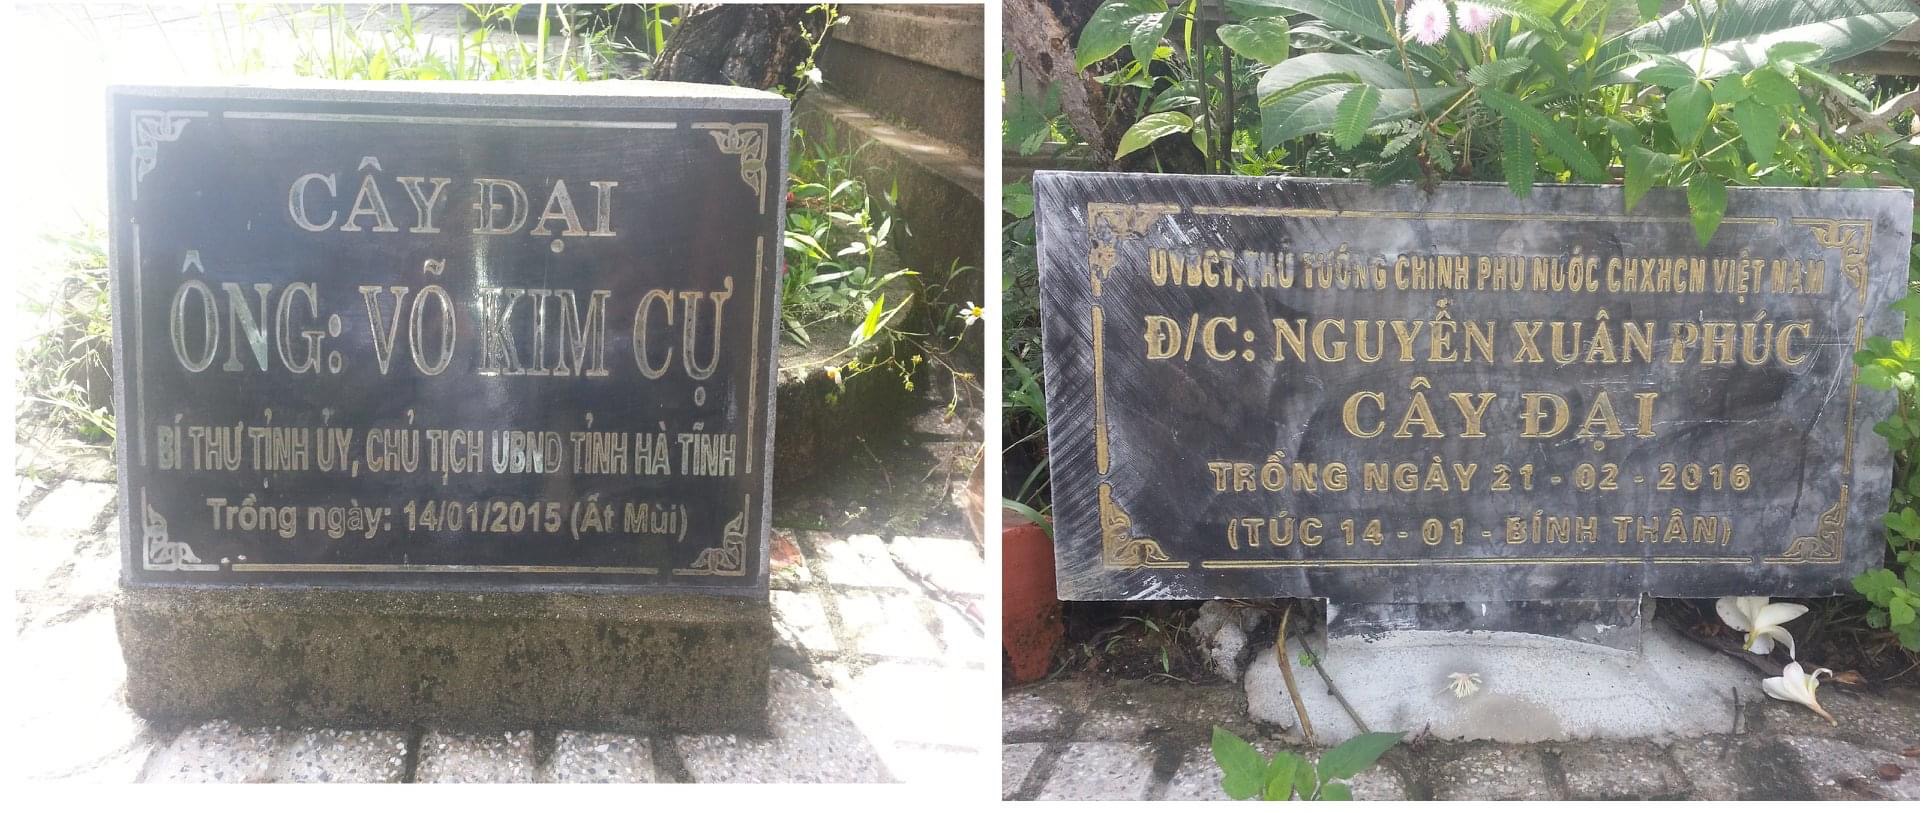 CÂY ĐẠI
ÔNG: VÕ KIM CỰ
BÍ THƯ TỈNH ỦY, CHỦ TỊCH UBND TỈNH HÀ TĨNH
Trồng ngày: 14/01/2015 (Ất Mùi)
UVBCT, THỦ TƯỚNG CHÍNH PHỦ NƯỚC CHXHCN VIỆT NAM
Đ/C: NGUYỄN XUÂN PHÚC
CÂY ĐẠI
TRỒNG NGÀY 21 - 02 - 2016
(TỨC 14 - 01 - BÍNH THÂN)